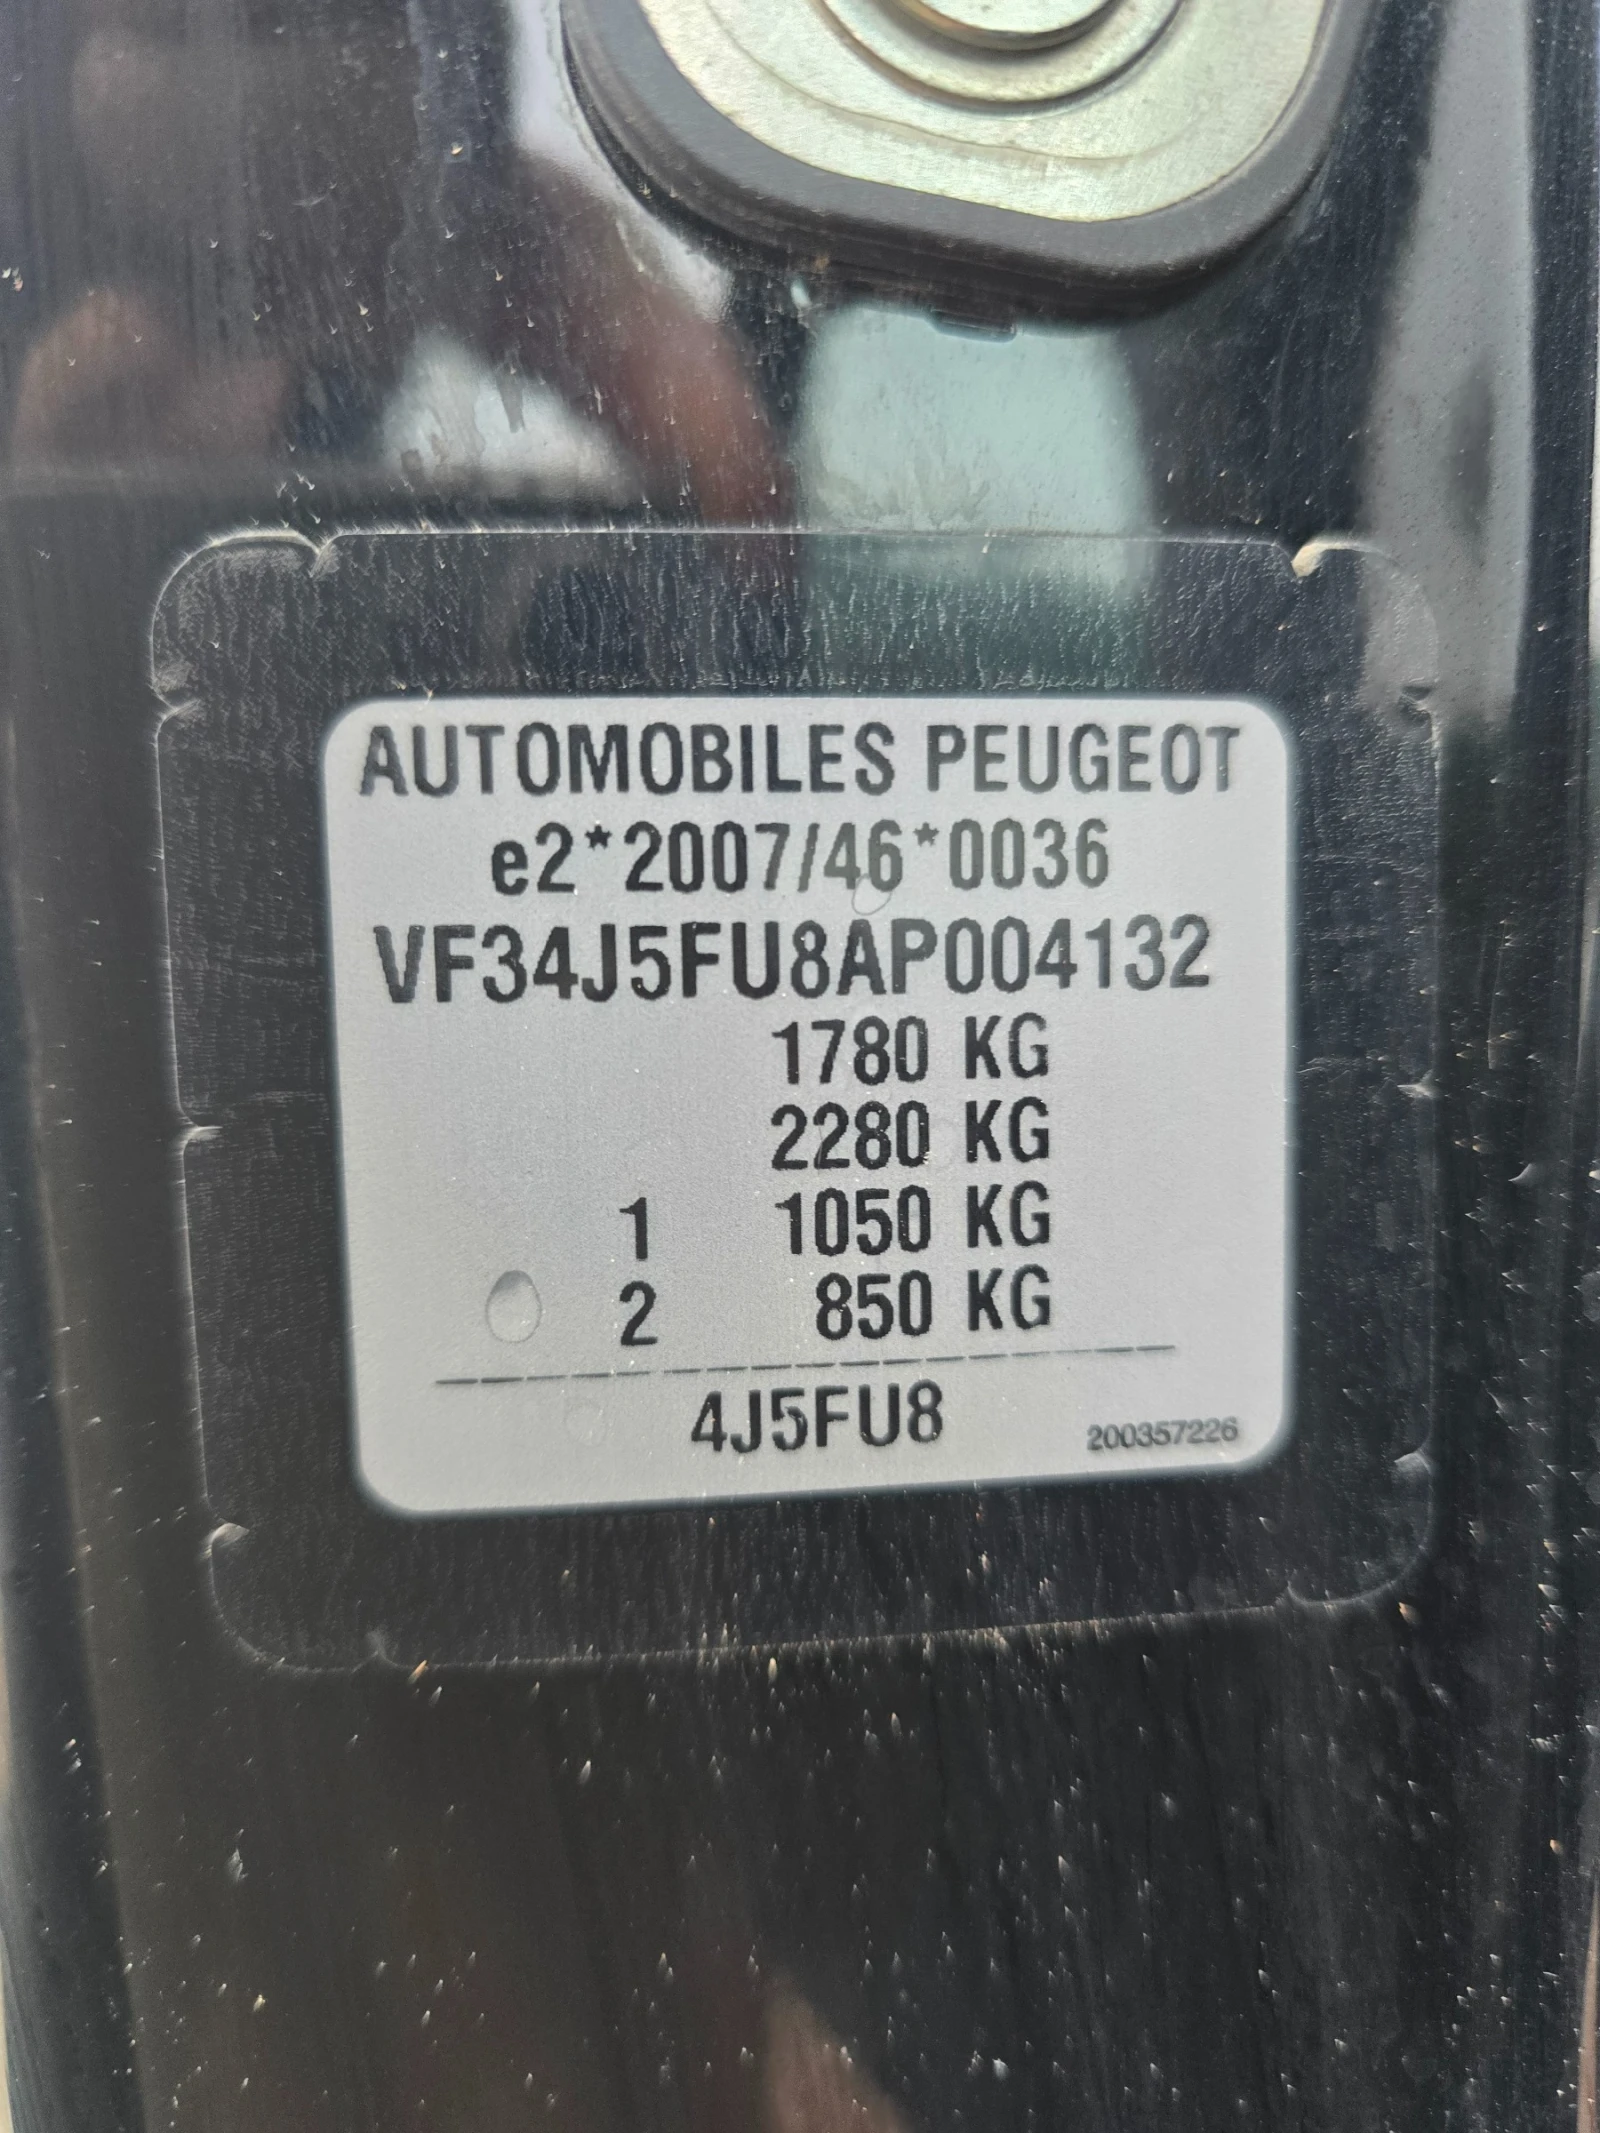 AUTOMOBILES PEUGEOT
e2*2007/46*0036
VF34J5FU8AP004132
1780 KG
2280 KG
1 1050 KG
2 850 KG
4J5FU8
200357226